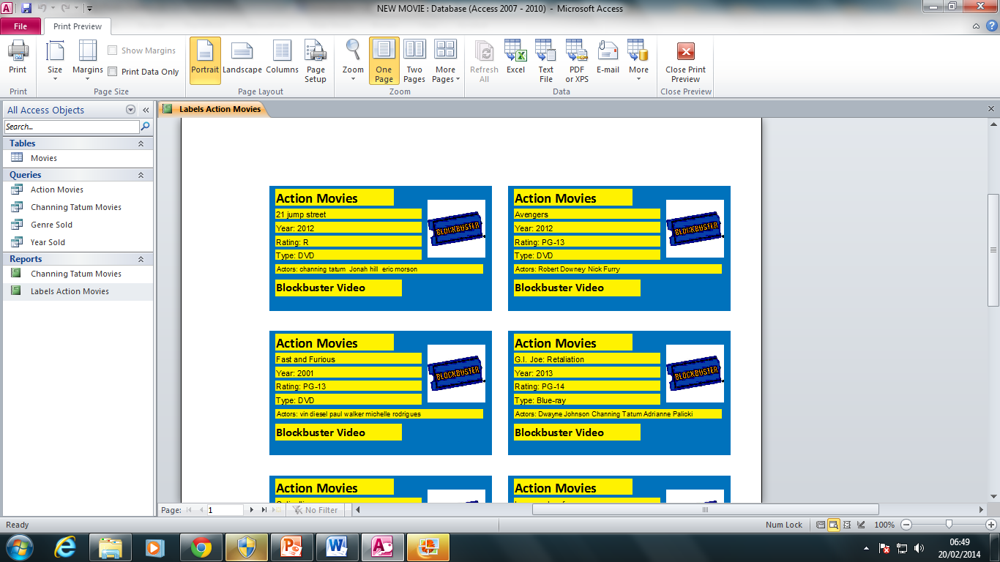 NEW MOVIE : Database (Access 2007 - 2010) - Microsoft Access
File
Print Preview
Print
Size
Margins
Show Margins
Print Data Only
Portrait
Landscape
Columns
Page Setup
Zoom
One Page
Two Pages
More Pages
Refresh All
Excel
Text File
PDF or XPS
E-mail
More
Close Print Preview
Print
Page Size
Page Layout
Zoom
Data
Close Preview
All Access Objects
Search...
Tables
Movies
Queries
Action Movies
Channing Tatum Movies
Genre Sold
Year Sold
Reports
Channing Tatum Movies
Labels Action Movies
Labels Action Movies
Action Movies
21 jump street
Year: 2012
Rating: R
Type: DVD
Actors: channing tatum Jonah hill eric morson
Blockbuster Video
BLOCKBUSTER
Action Movies
Avengers
Year: 2012
Rating: PG-13
Type: DVD
Actors: Robert Downey Nick Furry
Blockbuster Video
BLOCKBUSTER
Action Movies
Fast and Furious
Year: 2001
Rating: PG-13
Type: DVD
Actors: vin diesel paul walker michelle rodrigues
Blockbuster Video
BLOCKBUSTER
Action Movies
G.I. Joe: Retaliation
Year: 2013
Rating: PG-14
Type: Blue-ray
Actors: Dwayne Johnson Channing Tatum Adrianne Palicki
Blockbuster Video
BLOCKBUSTER
Action Movies
Action Movies
Page: 1
No Filter
Ready
Num Lock
100%
06:49
20/02/2014